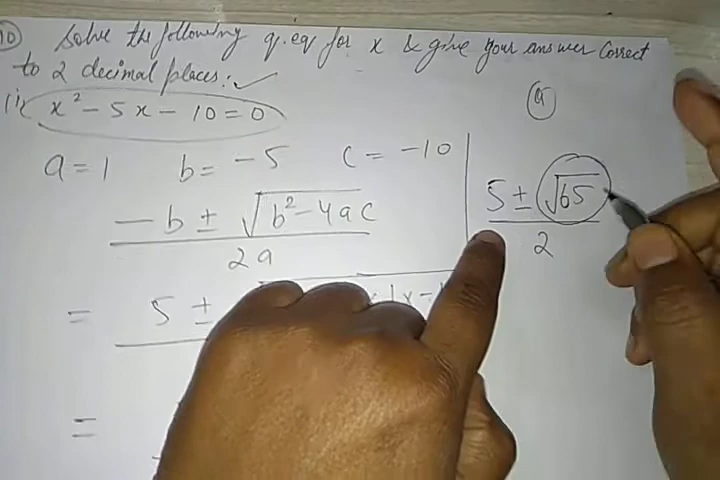 10 Solve the following q.eq for x & give your answer correct
to 2 decimal places:
(i) x² - 5x - 10 = 0
a = 1 b = -5 c = -10
-b ± √b²-4ac
2a
= 5 ±
=
a
5 ± √65
2